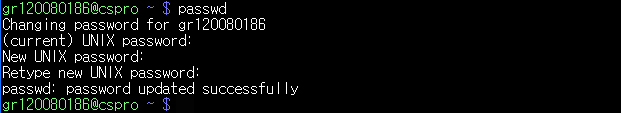 gr120080186@cspro ~ $ passwd
Changing password for gr120080186
(current) UNIX password:
New UNIX password:
Retype new UNIX password:
passwd: password updated successfully
gr120080186@cspro ~ $